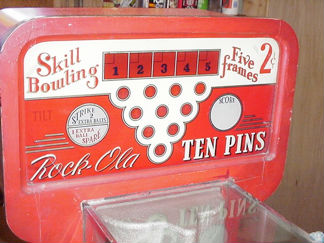 Skill
Bowling
1 2 3 4 5
Five
frames
2¢
TILT
STRIKE
2 EXTRA BALLS
1 EXTRA
BALL
SPARE
SCORE
Rock-Ola
TEN PINS